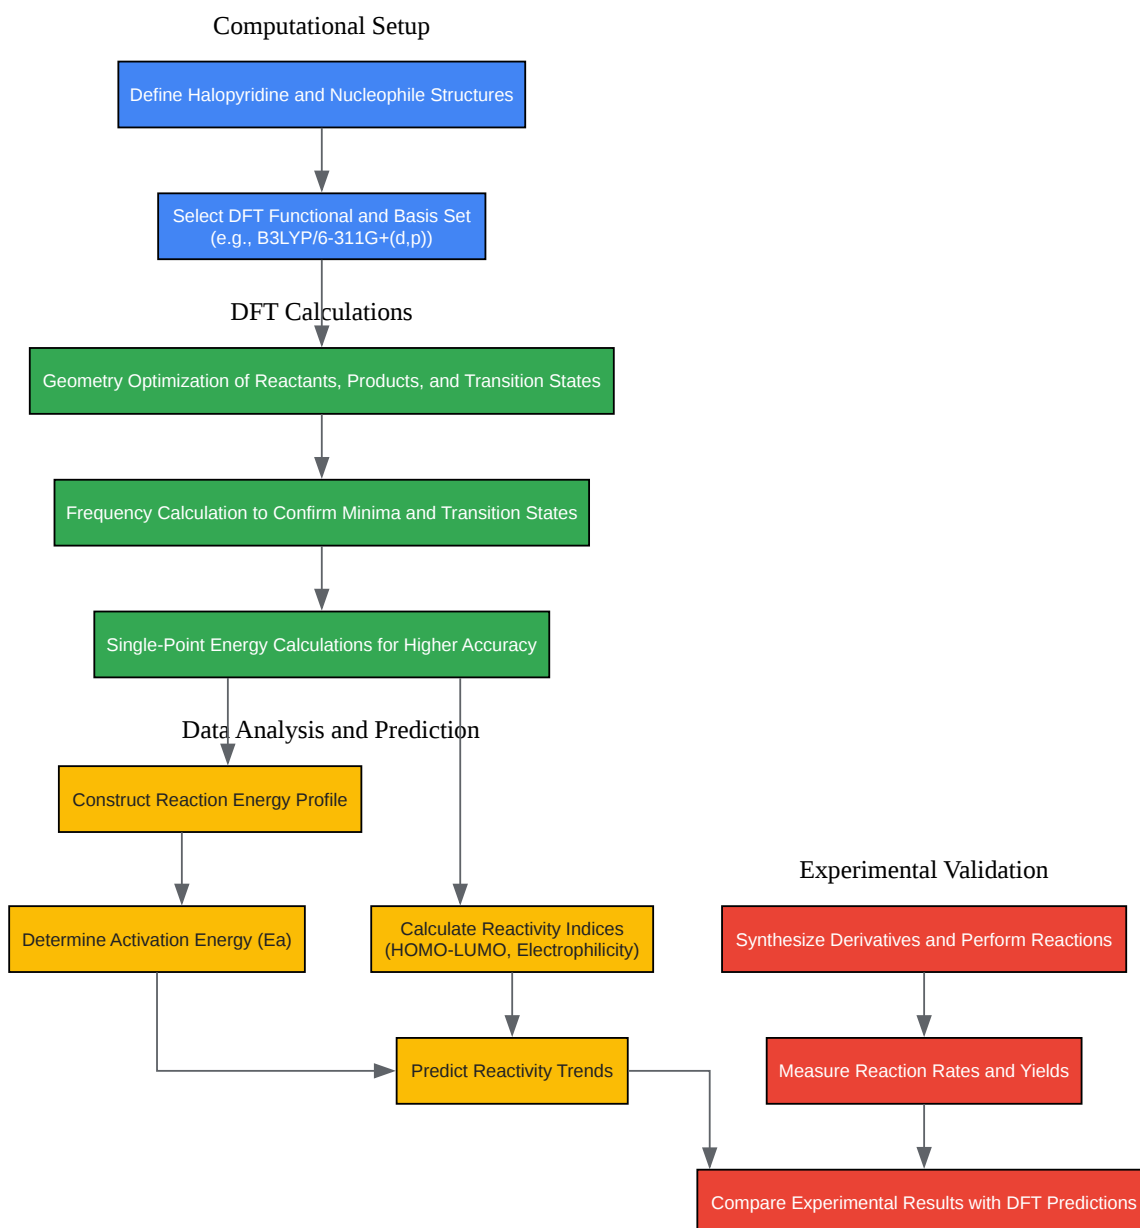 Computational Setup
Define Halopyridine and Nucleophile Structures
Select DFT Functional and Basis Set
(e.g., B3LYP/6-311G+(d,p))
DFT Calculations
Geometry Optimization of Reactants, Products, and Transition States
Frequency Calculation to Confirm Minima and Transition States
Single-Point Energy Calculations for Higher Accuracy
Data Analysis and Prediction
Construct Reaction Energy Profile
Determine Activation Energy (Ea)
Calculate Reactivity Indices
(HOMO-LUMO, Electrophilicity)
Predict Reactivity Trends
Experimental Validation
Synthesize Derivatives and Perform Reactions
Measure Reaction Rates and Yields
Compare Experimental Results with DFT Predictions